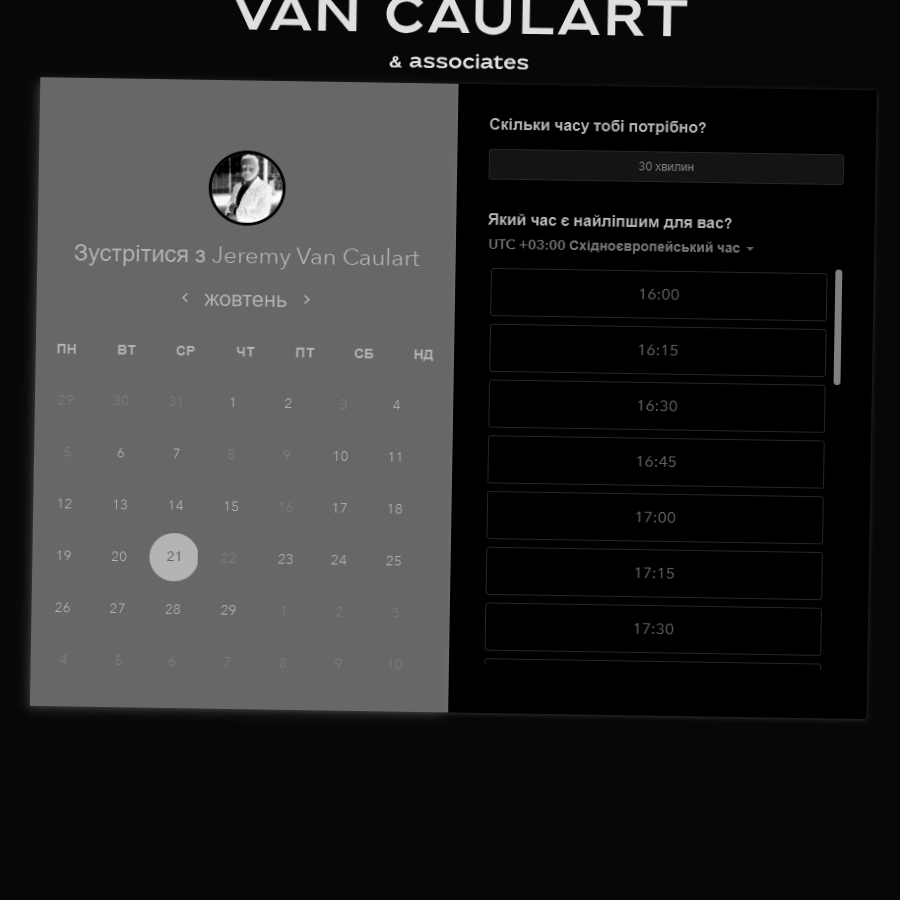 VAN CAULART
& associates
Зустрітися з Jeremy Van Caulart
жовтень
ПН ВТ СР ЧТ ПТ СБ НД
29 30 31 1 2 3 4
5 6 7 8 9 10 11
12 13 14 15 16 17 18
19 20 21 22 23 24 25
26 27 28 29 1 2 3
4 5 6 7 8 9 10
Скільки часу тобі потрібно?
30 хвилин
Який час є найліпшим для вас?
UTC +03:00 Східноєвропейський час
16:00
16:15
16:30
16:45
17:00
17:15
17:30